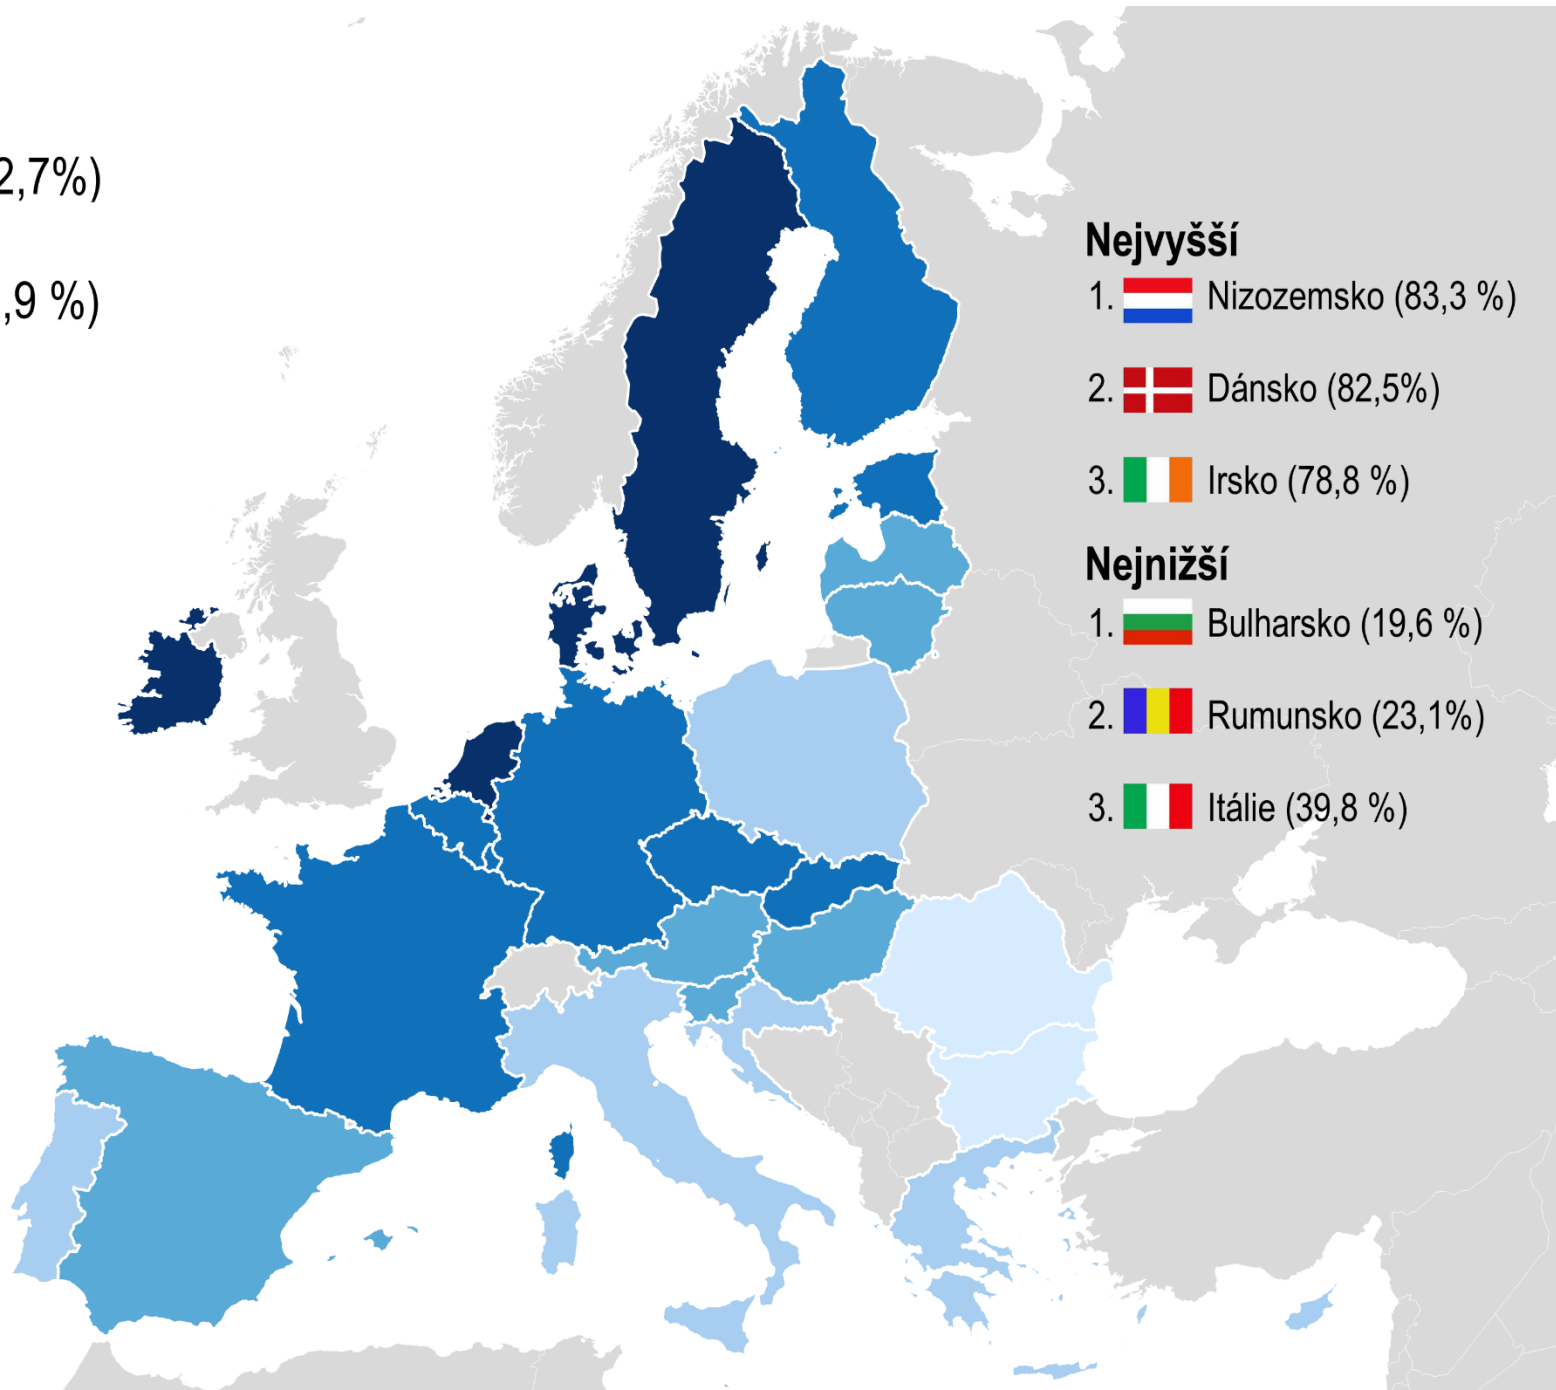 2,7%)
,9 %)
Nejvyšší
1. Nizozemsko (83,3 %)
2. Dánsko (82,5%)
3. Irsko (78,8 %)
Nejnižší
1. Bulharsko (19,6 %)
2. Rumunsko (23,1%)
3. Itálie (39,8 %)